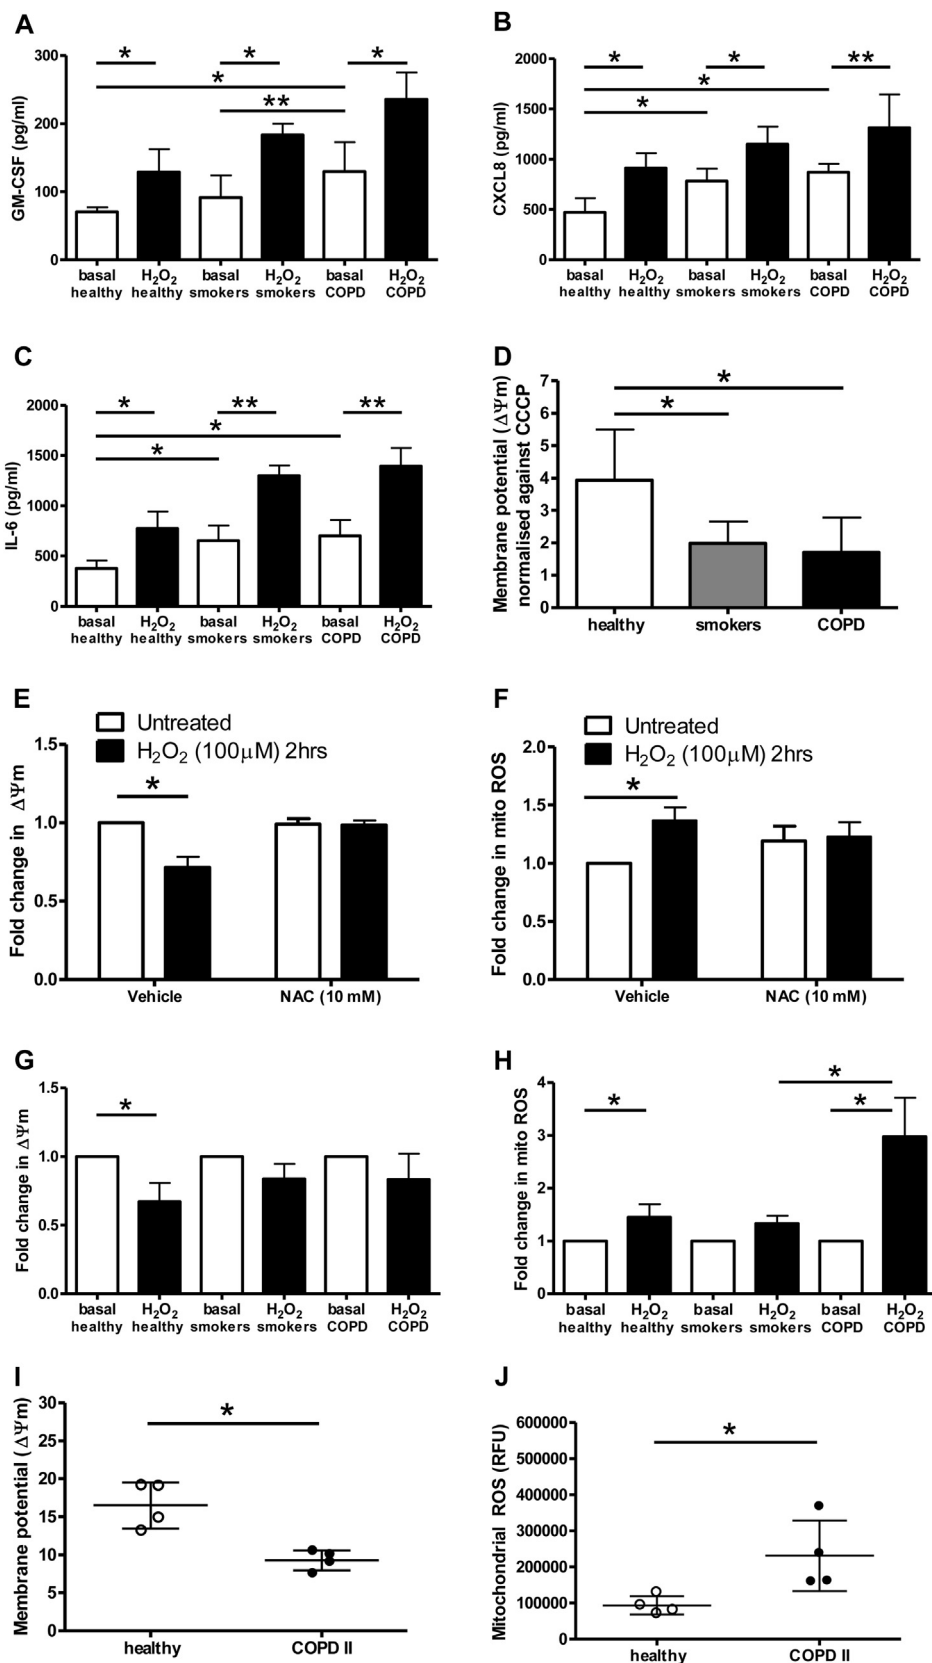 A
GM-CSF (pg/ml)
300
200
100
0
* * *
*
**
basal H2O2 basal H2O2 basal H2O2
healthy healthy smokers smokers COPD COPD
B
CXCL8 (pg/ml)
2000
1500
1000
500
0
* * **
*
*
basal H2O2 basal H2O2 basal H2O2
healthy healthy smokers smokers COPD COPD
C
IL-6 (pg/ml)
2000
1500
1000
500
0
* ** **
*
*
basal H2O2 basal H2O2 basal H2O2
healthy healthy smokers smokers COPD COPD
D
Membrane potential (ΔΨm)
normalised against CCCP
7
6
5
4
3
2
1
0
*
*
healthy smokers COPD
E
Untreated
H2O2 (100μM) 2hrs
Fold change in ΔΨm
1.5
1.0
0.5
0.0
*
Vehicle NAC (10 mM)
F
Untreated
H2O2 (100μM) 2hrs
Fold change in mito ROS
2.0
1.5
1.0
0.5
0.0
*
Vehicle NAC (10 mM)
G
Fold change in ΔΨm
1.5
1.0
0.5
0.0
*
basal H2O2 basal H2O2 basal H2O2
healthy healthy smokers smokers COPD COPD
H
Fold change in mito ROS
4
3
2
1
0
*
* *
basal H2O2 basal H2O2 basal H2O2
healthy healthy smokers smokers COPD COPD
I
Membrane potential (ΔΨm)
30
25
20
15
10
5
0
*
healthy COPD II
J
Mitochondrial ROS (RFU)
600000
500000
400000
300000
200000
100000
0
*
healthy COPD II